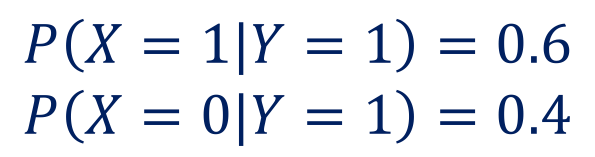 P(X = 1|Y = 1) = 0.6
P(X = 0|Y = 1) = 0.4